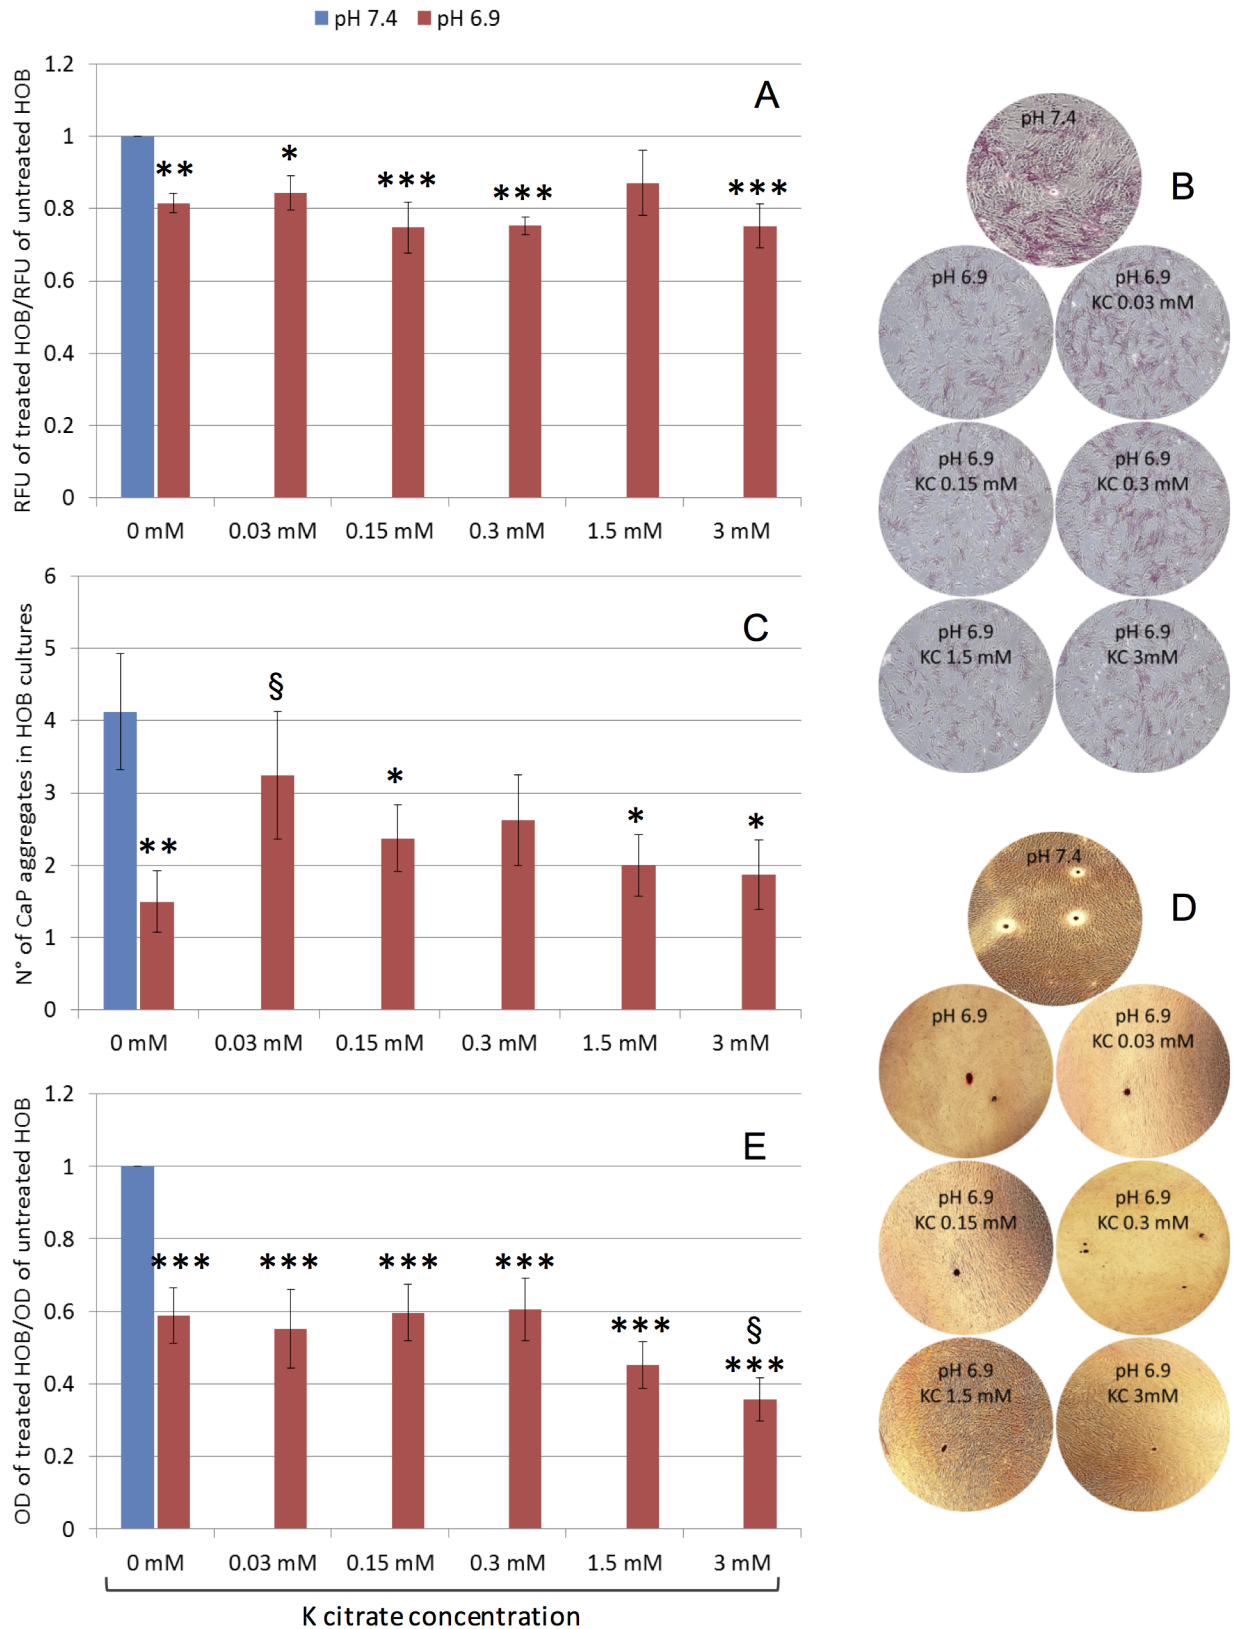 pH 7.4 pH 6.9
A
RFU of treated HOB/RFU of untreated HOB
1.2
1
0.8
0.6
0.4
0.2
0
** * *** *** ***
0 mM 0.03 mM 0.15 mM 0.3 mM 1.5 mM 3 mM
B
pH 7.4
pH 6.9
pH 6.9
KC 0.03 mM
pH 6.9
KC 0.15 mM
pH 6.9
KC 0.3 mM
pH 6.9
KC 1.5 mM
pH 6.9
KC 3mM
C
N° of CaP aggregates in HOB cultures
6
5
4
3
2
1
0
** § * * *
0 mM 0.03 mM 0.15 mM 0.3 mM 1.5 mM 3 mM
D
pH 7.4
pH 6.9
pH 6.9
KC 0.03 mM
pH 6.9
KC 0.15 mM
pH 6.9
KC 0.3 mM
pH 6.9
KC 1.5 mM
pH 6.9
KC 3mM
E
OD of treated HOB/OD of untreated HOB
1.2
1
0.8
0.6
0.4
0.2
0
*** *** *** *** *** §
***
0 mM 0.03 mM 0.15 mM 0.3 mM 1.5 mM 3 mM
K citrate concentration